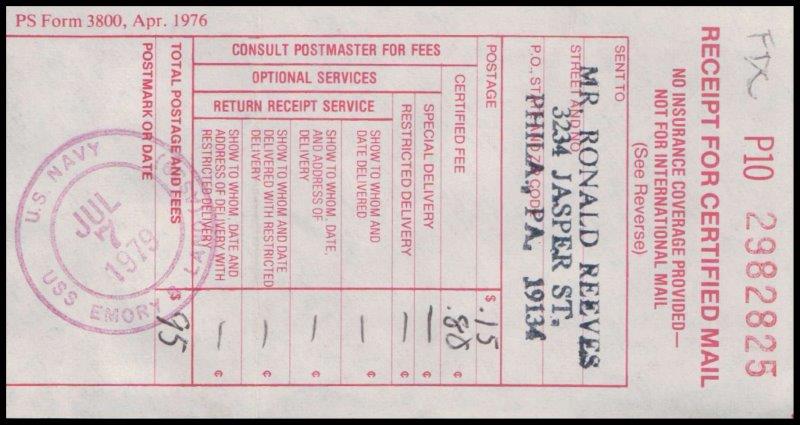 P10 2982825
RECEIPT FOR CERTIFIED MAIL
NO INSURANCE COVERAGE PROVIDED—
NOT FOR INTERNATIONAL MAIL
(See Reverse)
SENT TO
MR. RONALD REEVES
STREET AND NO.
3234 JASPER ST.
P.O., STATE AND ZIP CODE
PHILA, PA. 19134
POSTAGE $ .15
CONSULT POSTMASTER FOR FEES
CERTIFIED FEE .80 ¢
OPTIONAL SERVICES
SPECIAL DELIVERY — ¢
RESTRICTED DELIVERY — ¢
RETURN RECEIPT SERVICE
SHOW TO WHOM AND DATE DELIVERED — ¢
SHOW TO WHOM, DATE, AND ADDRESS OF DELIVERY — ¢
SHOW TO WHOM AND DATE DELIVERED WITH RESTRICTED DELIVERY — ¢
SHOW TO WHOM, DATE AND ADDRESS OF DELIVERY WITH RESTRICTED DELIVERY — ¢
TOTAL POSTAGE AND FEES $ 95
POSTMARK OR DATE
U.S. NAVY
JUL
1979
USS EMORY S LAND
PS Form 3800, Apr. 1976